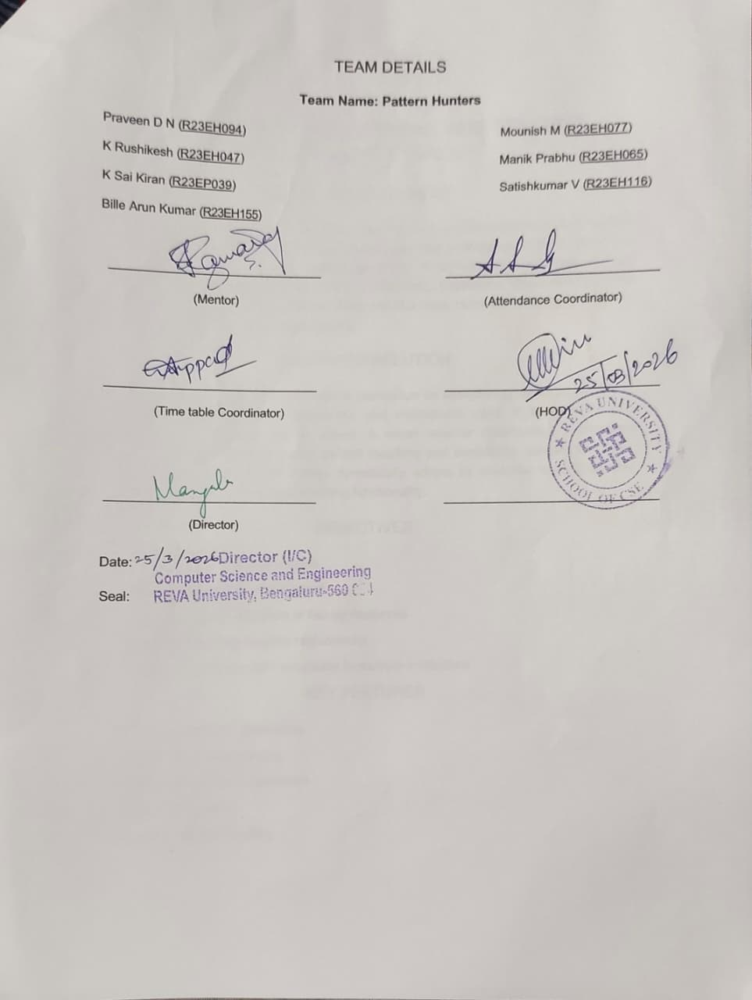 TEAM DETAILS
Team Name: Pattern Hunters
Praveen D N (R23EH094)
K Rushikesh (R23EH047)
K Sai Kiran (R23EP039)
Bille Arun Kumar (R23EH155)
Mounish M (R23EH077)
Manik Prabhu (R23EH065)
Satishkumar V (R23EH116)
(Mentor)
(Attendance Coordinator)
25/03/2026
(Time table Coordinator)
(HOD)
REVA UNIVERSITY
SCHOOL OF CSE
(Director)
Date: 25/3/2026 Director (I/C)
Computer Science and Engineering
Seal: REVA University, Bengaluru-560